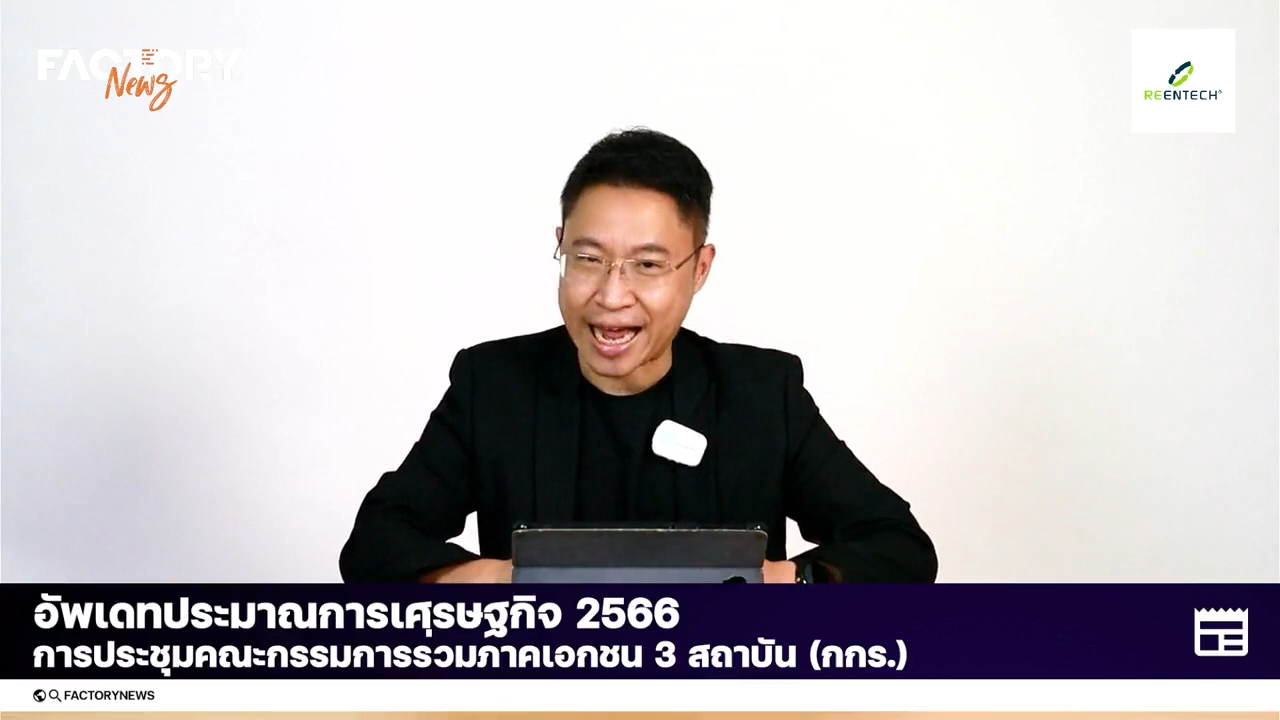 FACTORY
News
REENTECH
อัพเดทประมาณการเศรษฐกิจ 2566
การประชุมคณะกรรมการรวมภาคเอกชน 3 สถาบัน (กกร.)
FACTORYNEWS